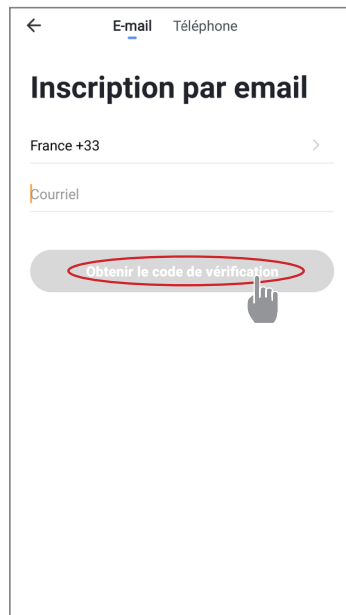 E-mail Téléphone
Inscription par email
France +33
Courriel
Obtenir le code de vérification